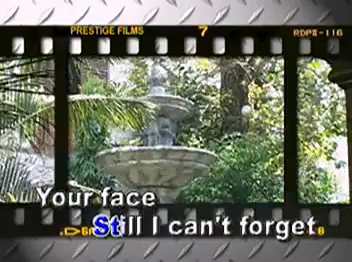 PRESTIGE FILMS 7 RDPII-116
Your face
Still I can't forget